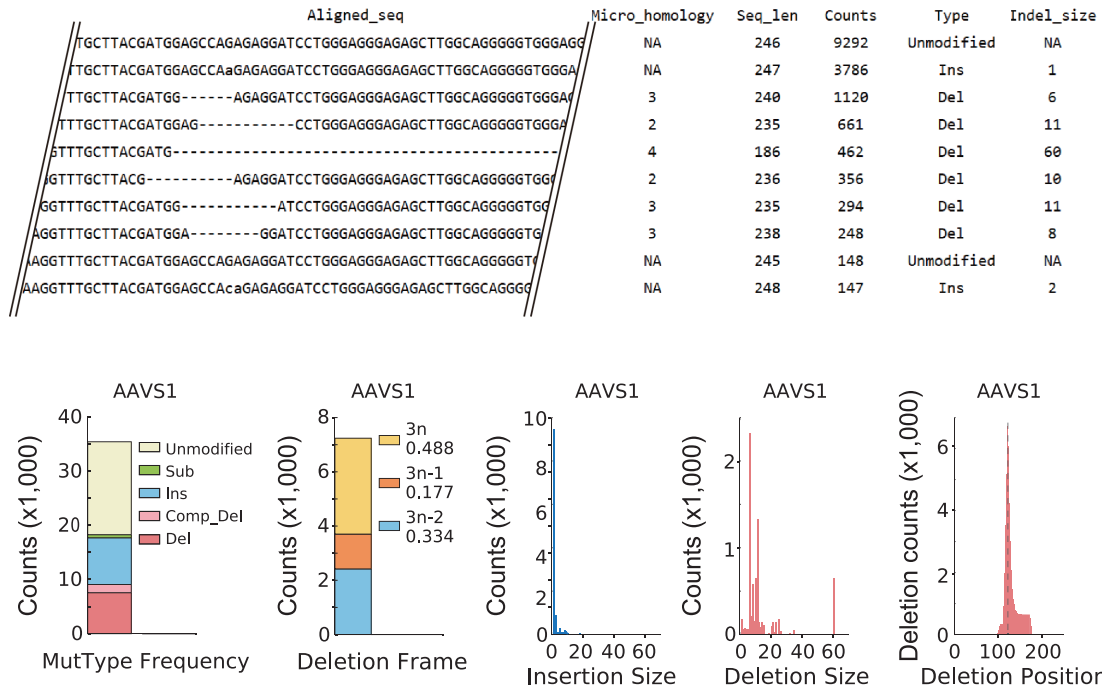 Aligned_seq Micro_homology Seq_len Counts Type Indel_size
TGCTTACGATGGAGCCAGAGAGGATCCTGGGAGGGAGAGCTTGGCAGGGGGTGGGAGG NA 246 9292 Unmodified NA
TTGCTTACGATGGAGCCAaGAGAGGATCCTGGGAGGGAGAGCTTGGCAGGGGGTGGGA NA 247 3786 Ins 1
TTGCTTACGATGG------AGAGGATCCTGGGAGGGAGAGCTTGGCAGGGGGTGGGAG 3 240 1120 Del 6
TTTGCTTACGATGGAG-----------CCTGGGAGGGAGAGCTTGGCAGGGGGTGGGA 2 235 661 Del 11
GTTTGCTTACGATG-------------------------------------------- 4 186 462 Del 60
GGTTTGCTTACG----------AGAGGATCCTGGGAGGGAGAGCTTGGCAGGGGGTGGG 2 236 356 Del 10
GGTTTGCTTACGATGG-----------ATCCTGGGAGGGAGAGCTTGGCAGGGGGTGG 3 235 294 Del 11
AGGTTTGCTTACGATGGA--------GGATCCTGGGAGGGAGAGCTTGGCAGGGGGTG 3 238 248 Del 8
AAGGTTTGCTTACGATGGAGCCAGAGAGGATCCTGGGAGGGAGAGCTTGGCAGGGGGTG NA 245 148 Unmodified NA
AAGGTTTGCTTACGATGGAGCCAcaGAGAGGATCCTGGGAGGGAGAGCTTGGCAGGGG NA 248 147 Ins 2
AAVS1
Counts (x1,000)
40
30
20
10
0
Unmodified
Sub
Ins
Comp_Del
Del
MutType Frequency
AAVS1
Counts (x1,000)
8
6
4
2
0
3n
0.488
3n-1
0.177
3n-2
0.334
Deletion Frame
AAVS1
Counts (x1,000)
10
8
6
4
2
0
0 20 40 60
Insertion Size
AAVS1
Counts (x1,000)
2
1
0
0 20 40 60
Deletion Size
AAVS1
Deletion counts (x1,000)
6
4
2
0
0 100 200
Deletion Position